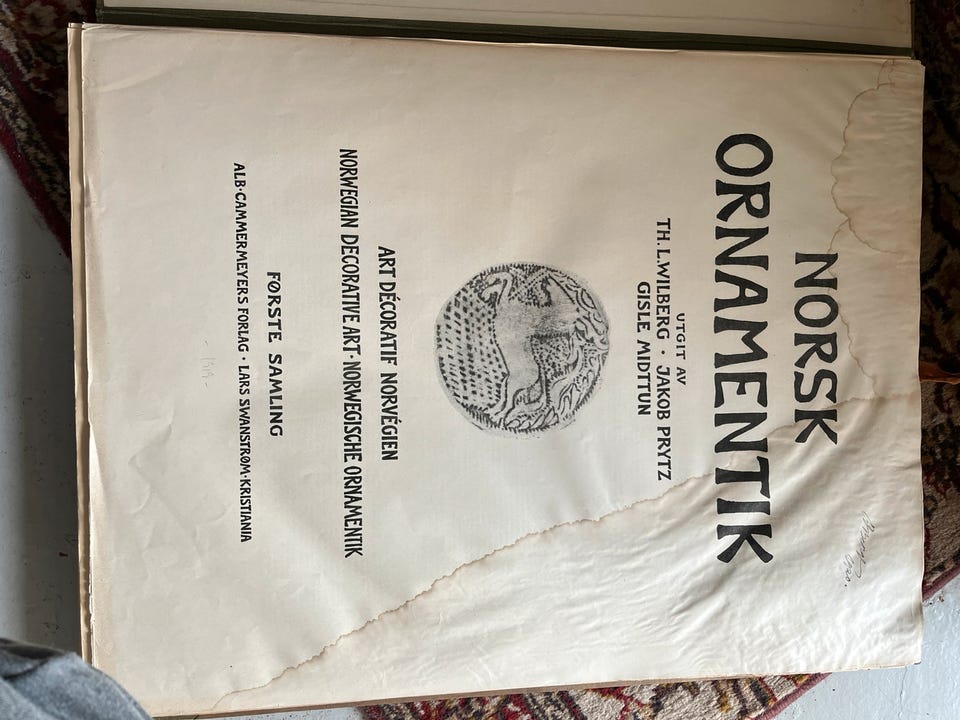 NORSK
ORNAMENTIK
UTGIT AV
TH. L. WILBERG · JAKOB PRYTZ
GISLE MIDTTUN
ART DÉCORATIF NORVÉGIEN
NORWEGIAN DECORATIVE ART · NORWEGISCHE ORNAMENTIK
FØRSTE SAMLING
ALB · CAMMERMEYERS FORLAG · LARS SWANSTRØM · KRISTIANIA